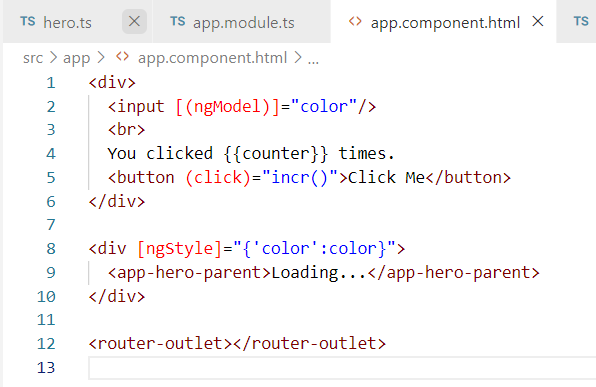 TS hero.ts × TS app.module.ts <> app.component.html × TS
src > app > <> app.component.html > ...
1 <div>
2   <input [(ngModel)]="color"/>
3   <br>
4   You clicked {{counter}} times.
5   <button (click)="incr()">Click Me</button>
6 </div>
7
8 <div [ngStyle]="{'color':color}">
9   <app-hero-parent>Loading...</app-hero-parent>
10 </div>
11
12 <router-outlet></router-outlet>
13